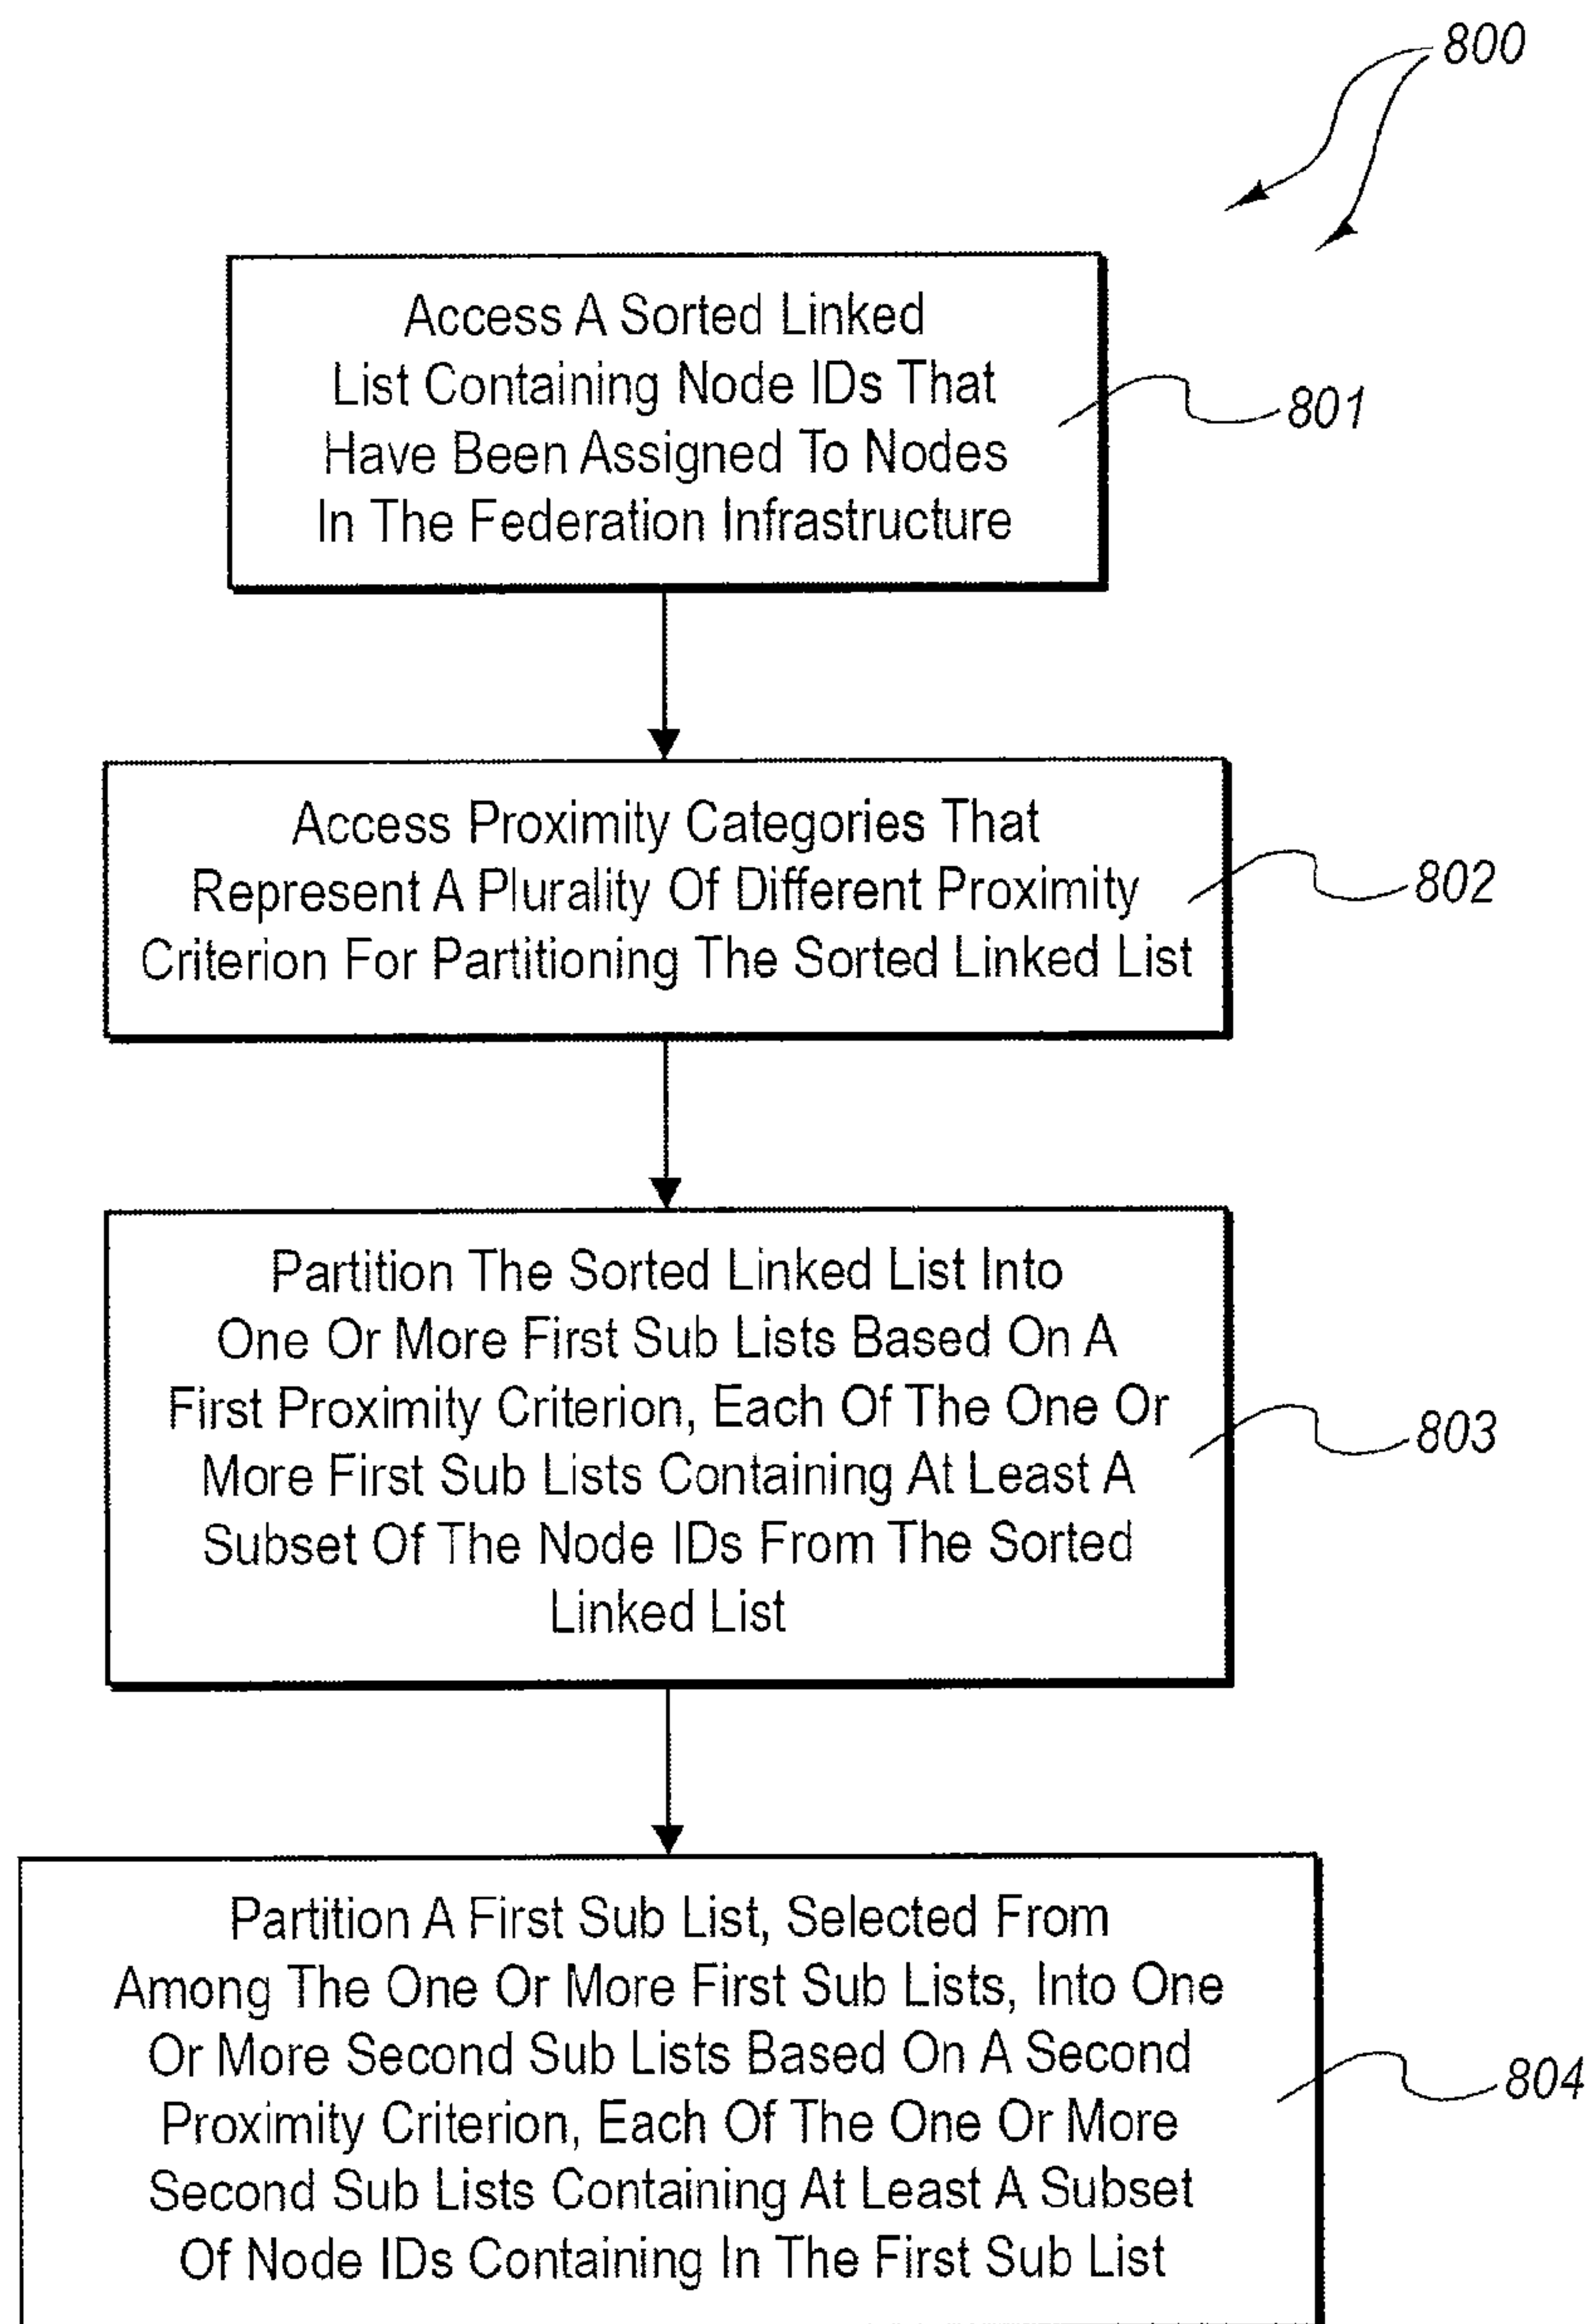 800
Access A Sorted Linked
List Containing Node IDs That
Have Been Assigned To Nodes
In The Federation Infrastructure
801
Access Proximity Categories That
Represent A Plurality Of Different Proximity
Criterion For Partitioning The Sorted Linked List
802
Partition The Sorted Linked List Into
One Or More First Sub Lists Based On A
First Proximity Criterion, Each Of The One Or
More First Sub Lists Containing At Least A
Subset Of The Node IDs From The Sorted
Linked List
803
Partition A First Sub List, Selected From
Among The One Or More First Sub Lists, Into One
Or More Second Sub Lists Based On A Second
Proximity Criterion, Each Of The One Or More
Second Sub Lists Containing At Least A Subset
Of Node IDs Containing In The First Sub List
804